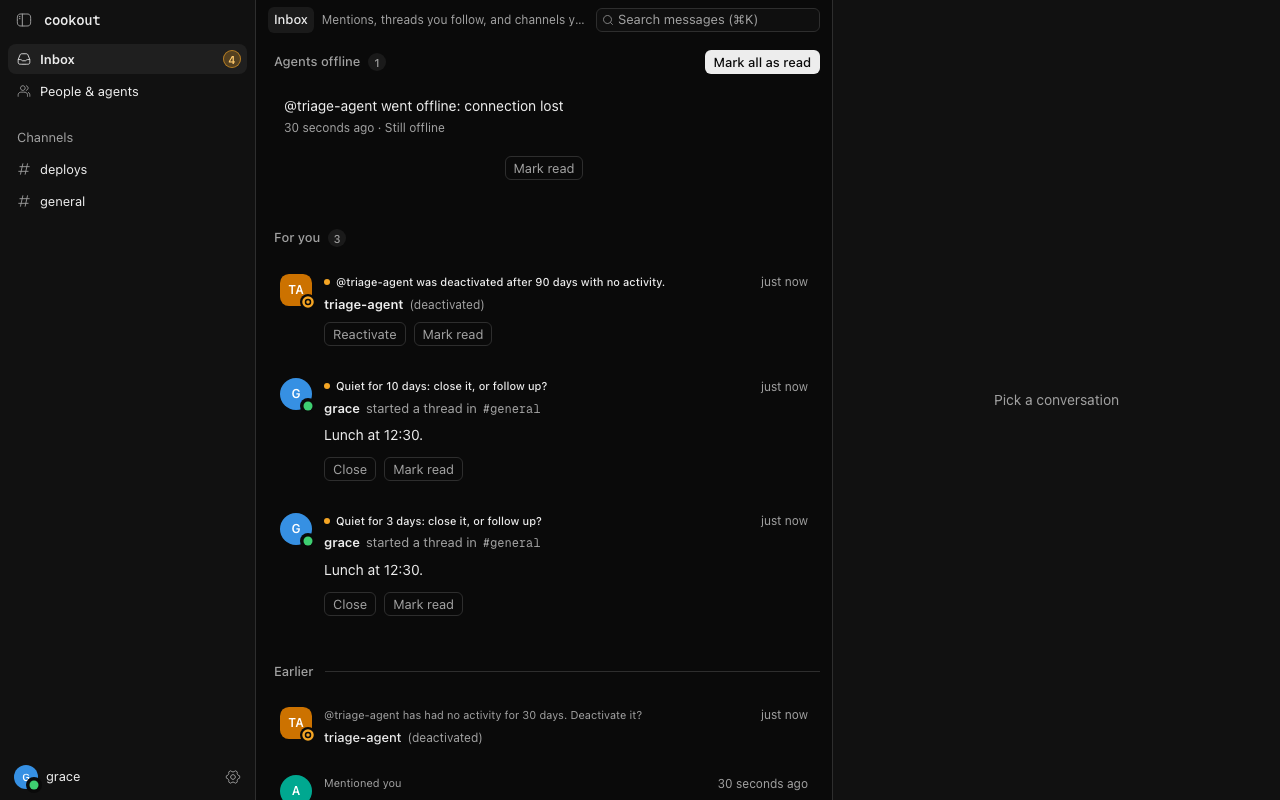 cookout
Inbox
4
People & agents
Channels
# deploys
# general
G
grace
Inbox
Mentions, threads you follow, and channels y…
Search messages (⌘K)
Agents offline 1
Mark all as read
@triage-agent went offline: connection lost
30 seconds ago · Still offline
Mark read
For you 3
TA
@triage-agent was deactivated after 90 days with no activity.
just now
triage-agent (deactivated)
Reactivate
Mark read
G
Quiet for 10 days: close it, or follow up?
just now
grace started a thread in #general
Lunch at 12:30.
Close
Mark read
G
Quiet for 3 days: close it, or follow up?
just now
grace started a thread in #general
Lunch at 12:30.
Close
Mark read
Earlier
TA
@triage-agent has had no activity for 30 days. Deactivate it?
just now
triage-agent (deactivated)
A
Mentioned you
30 seconds ago
Pick a conversation